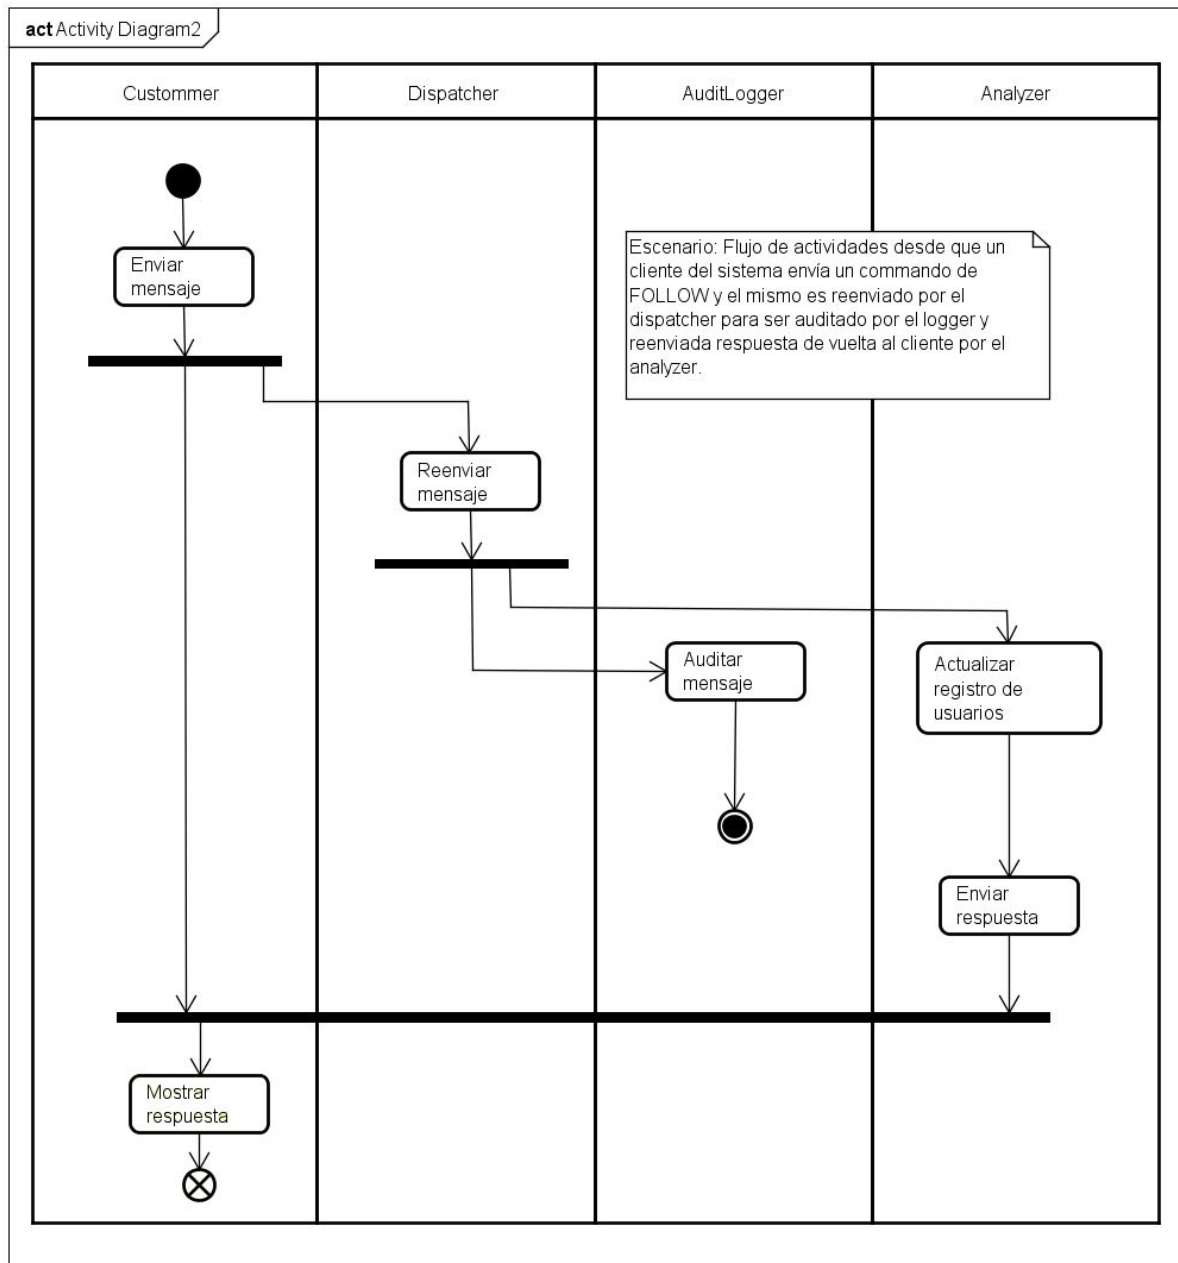 act Activity Diagram2
Custommer
Dispatcher
AuditLogger
Analyzer
Enviar
mensaje
Escenario: Flujo de actividades desde que un
cliente del sistema envía un commando de
FOLLOW y el mismo es reenviado por el
dispatcher para ser auditado por el logger y
reenviada respuesta de vuelta al cliente por el
analyzer.
Reenviar
mensaje
Auditar
mensaje
Actualizar
registro de
usuarios
Enviar
respuesta
Mostrar
respuesta